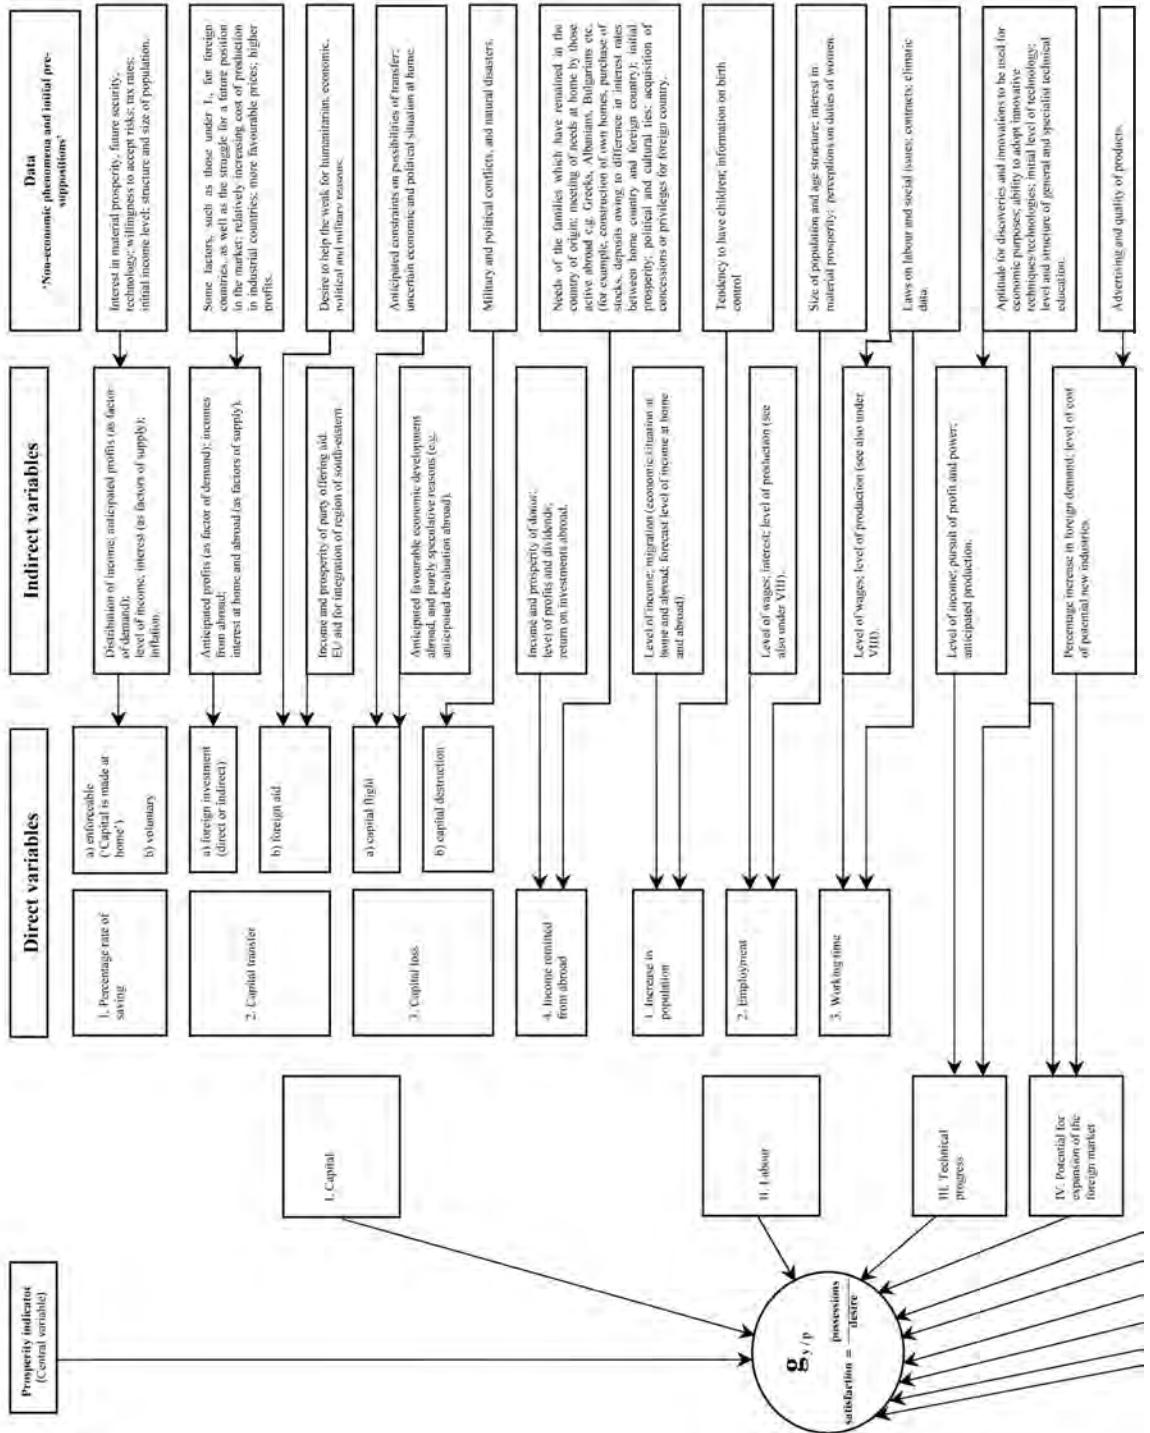 Prosperity indicator
(Central variable)
Direct variables
Indirect variables
Data
'Non-economic phenomena and initial pre-
suppositions'
g y/p
satisfaction = possessions
desire
I. Capital
1. Percentage rate of
saving
a) enforceable
('Capital is made at
home')
b) voluntary
Distribution of income; anticipated profits (as factor
of demand);
level of income, interest (as factors of supply);
inflation.
Interest in material prosperity, future security,
technology; willingness to accept risks; tax rates;
initial income level; structure and size of population.
2. Capital transfer
a) foreign investment
(direct or indirect)
Anticipated profits (as factor of demand); incomes
from abroad;
interest at home and abroad (as factors of supply).
Some factors, such as those under I., for foreign
countries, as well as the struggle for a future position
in the market; relatively increasing cost of production
in industrial countries; more favourable prices; higher
profits.
b) foreign aid
Income and prosperity of party offering aid.
EU aid for integration of region of south-eastern.
Desire to help the weak for humanitarian, economic,
political and military reasons.
3. Capital loss
a) capital flight
Anticipated favourable economic development
abroad, and purely speculative reasons (e.g.
anticipated devaluation abroad).
Anticipated constraints on possibilities of transfer;
uncertain economic and political situation at home.
b) capital destruction
Military and political conflicts, and natural disasters.
4. Income remitted
from abroad
Income and prosperity of donor;
level of profits and dividends;
return on investments abroad.
Needs of the families which have remained in the
country of origin; meeting of needs at home by those
active abroad e.g. Greeks, Albanians, Bulgarians etc.
(for example, construction of own homes, purchase of
stocks, deposits owing to difference in interest rates
between home country and foreign country); initial
prosperity; political and cultural ties; acquisition of
concessions or privileges for foreign country.
II. Labour
1. Increase in
population
Level of income; migration (economic situation at
home and abroad; forecast level of income at home
and abroad).
Tendency to have children; information on birth
control
2. Employment
Level of wages; interest; level of production (see
also under VIII).
Size of population and age structure; interest in
material prosperity; perceptions on duties of women.
3. Working time
Level of wages; level of production (see also under
VIII).
Laws on labour and social issues; contracts; climatic
data.
III. Technical
progress
Level of income; pursuit of profit and power;
anticipated production.
Aptitude for discoveries and innovations to be used for
economic purposes; ability to adopt innovative
techniques/technologies; initial level of technology;
level and structure of general and specialist technical
education.
IV. Potential for
expansion of the
foreign market
Percentage increase in foreign demand; level of cost
of potential new industries.
Advertising and quality of products.